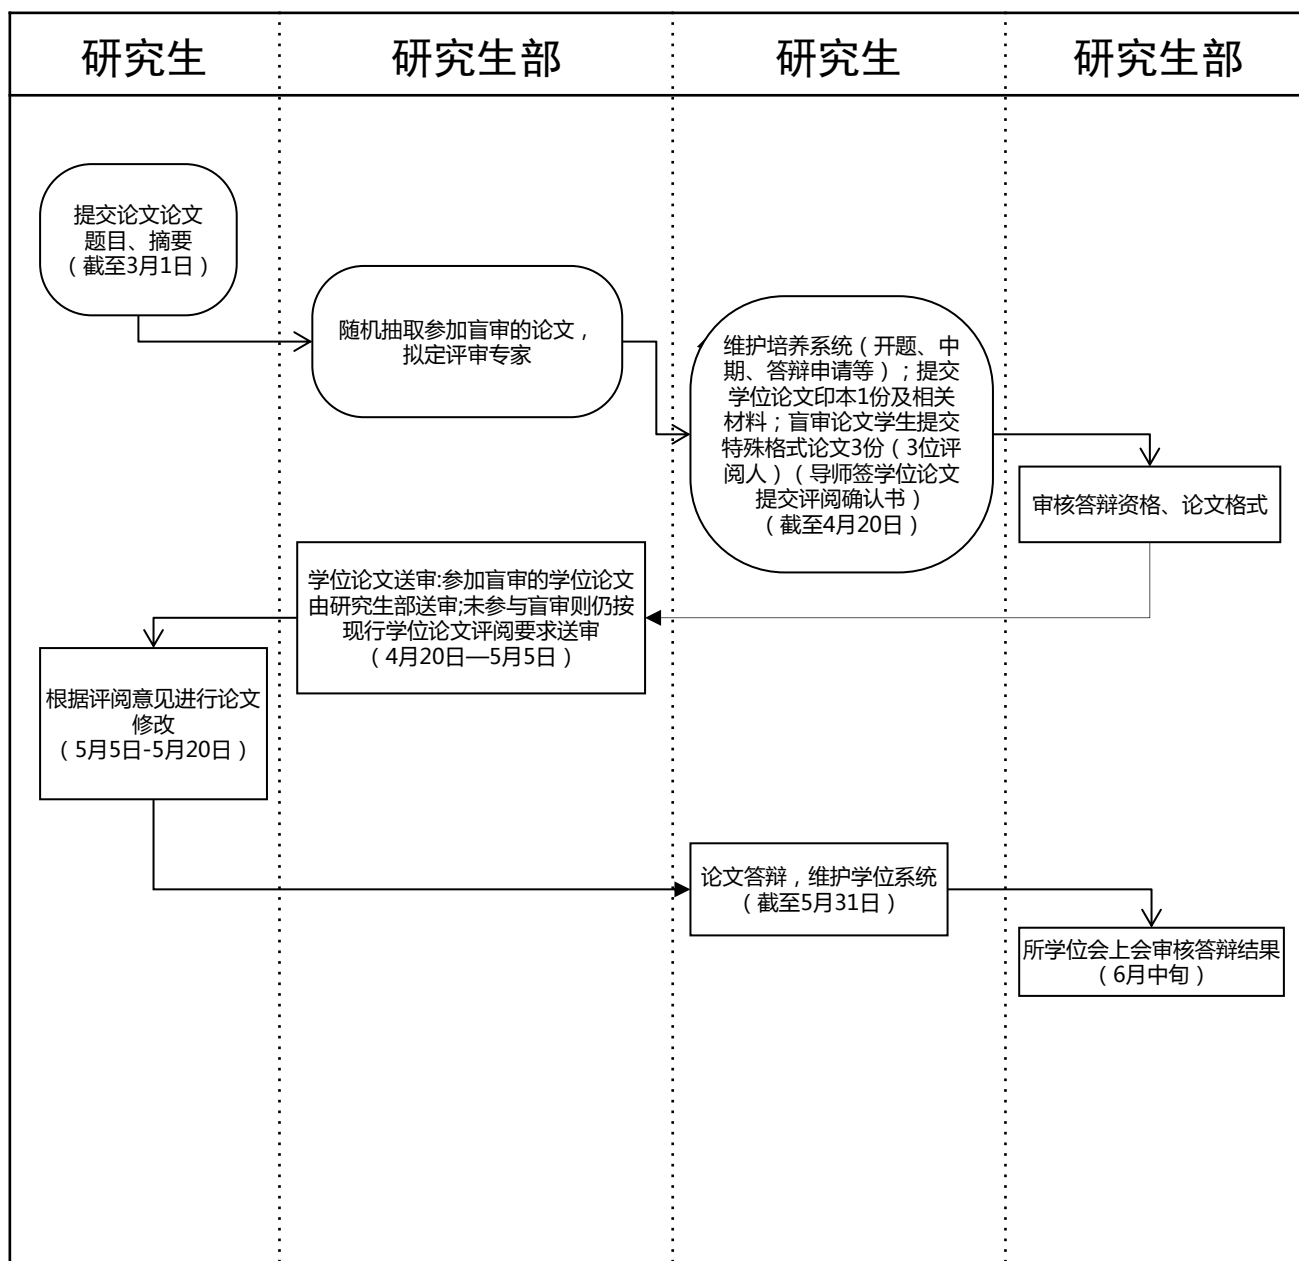 研究生
研究生部
研究生
研究生部
提交论文论文
题目、摘要
（截至3月1日）
随机抽取参加盲审的论文，
拟定评审专家
维护培养系统（开题、中
期、答辩申请等）；提交
学位论文印本1份及相关
材料；盲审论文学生提交
特殊格式论文3份（3位评
阅人）（导师签学位论文
提交评阅确认书）
（截至4月20日）
审核答辩资格、论文格式
学位论文送审:参加盲审的学位论文
由研究生部送审;未参与盲审则仍按
现行学位论文评阅要求送审
（4月20日—5月5日）
根据评阅意见进行论文
修改
（5月5日-5月20日）
论文答辩，维护学位系统
（截至5月31日）
所学位会上会审核答辩结果
（6月中旬）